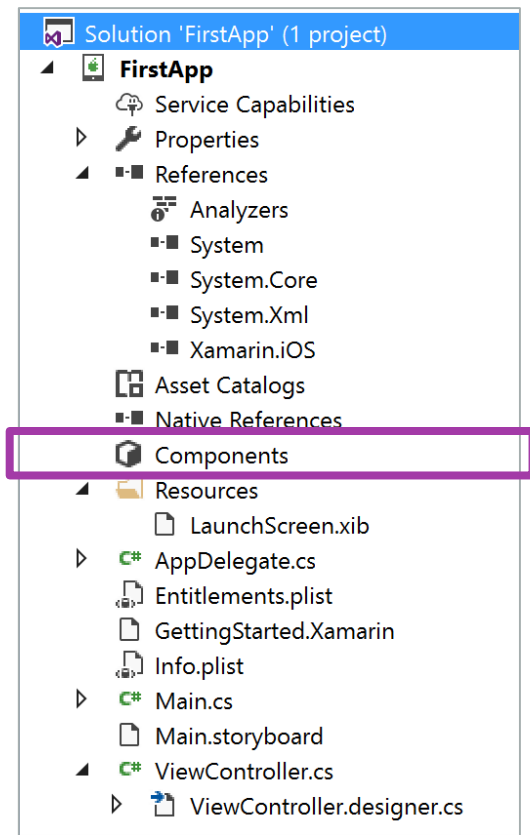 Solution 'FirstApp' (1 project)
FirstApp
Service Capabilities
Properties
References
Analyzers
System
System.Core
System.Xml
Xamarin.iOS
Asset Catalogs
Native References
Components
Resources
LaunchScreen.xib
C# AppDelegate.cs
Entitlements.plist
GettingStarted.Xamarin
Info.plist
C# Main.cs
Main.storyboard
C# ViewController.cs
ViewController.designer.cs